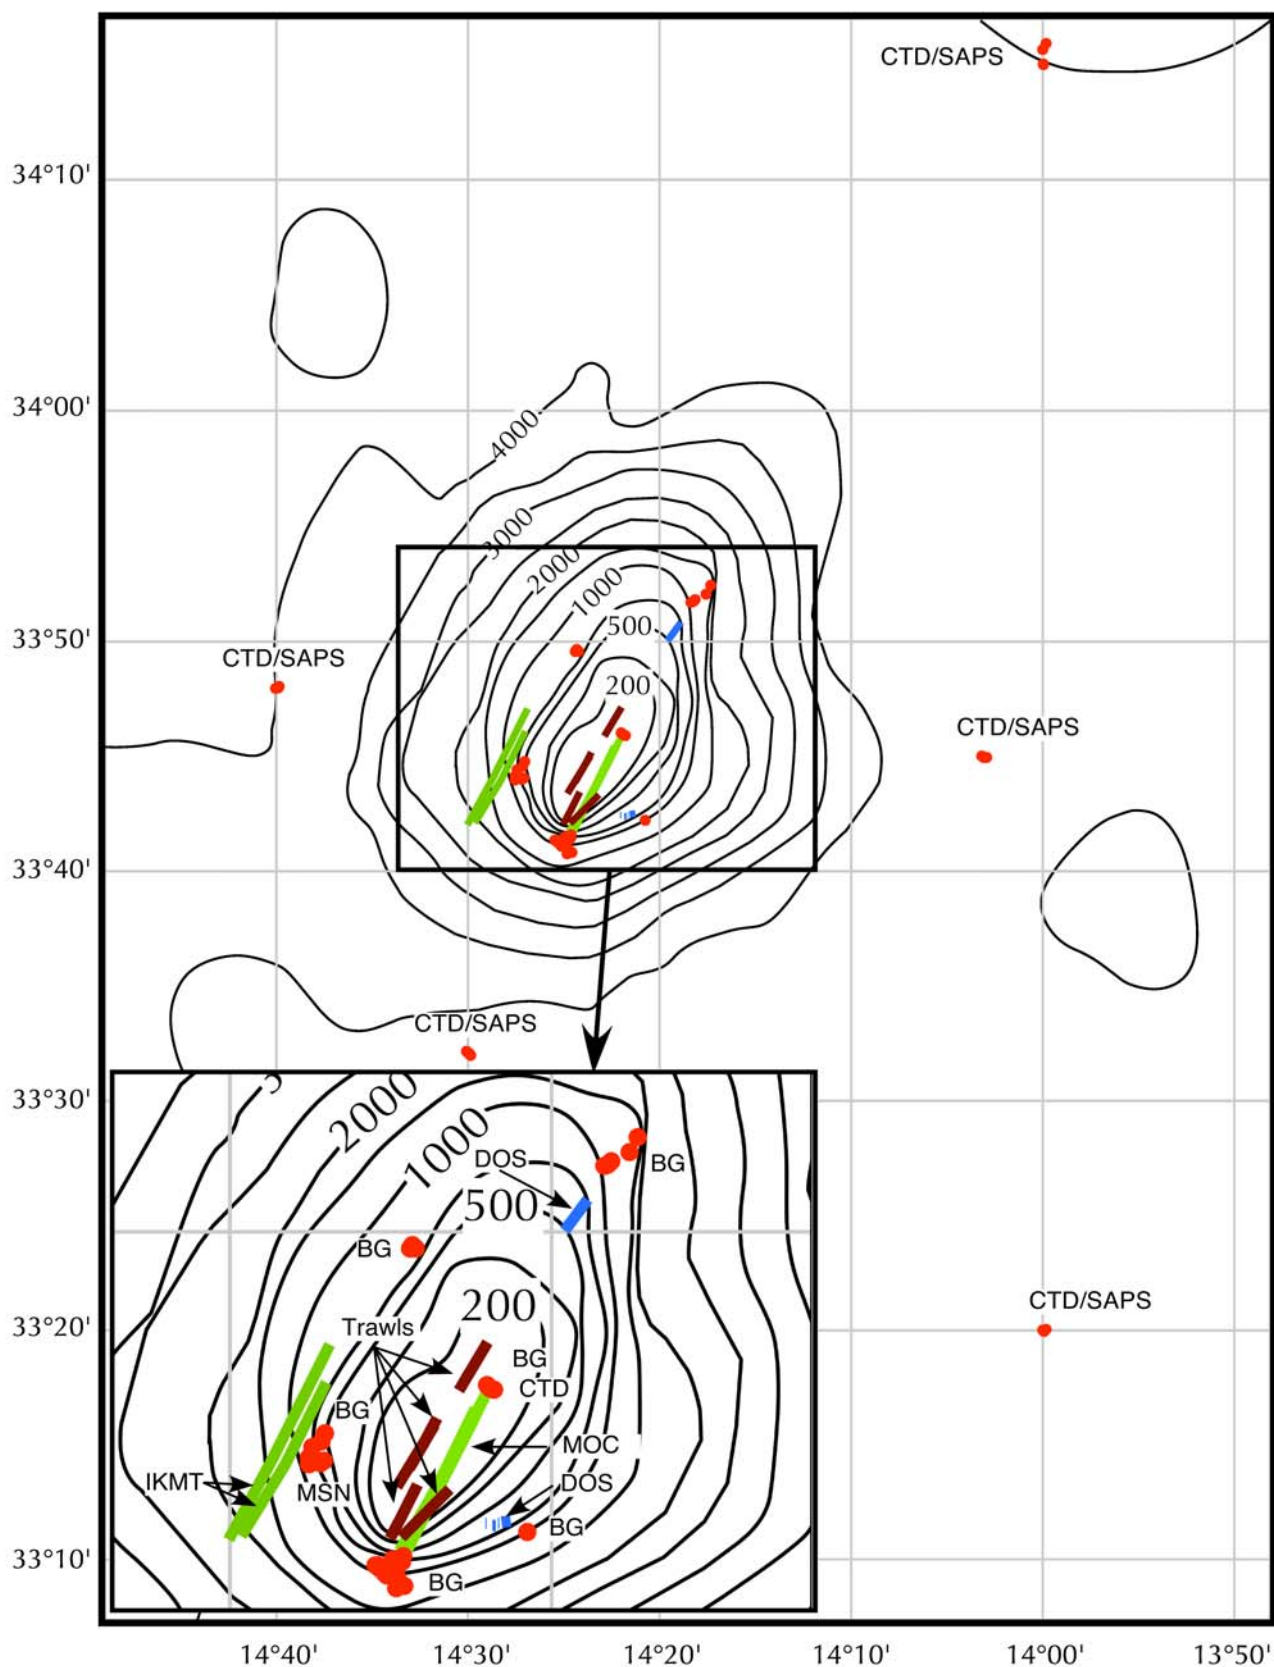 CTD/SAPS
34°10'
34°00'
4000
3000
2000
1000
500
33°50'
CTD/SAPS
200
CTD/SAPS
33°40'
CTD/SAPS
33°30'
3
2000
1000
DOS
BG
500
BG
200
CTD/SAPS
33°20'
Trawls
BG
CTD
BG
MOC
IKMT
MSN
DOS
BG
33°10'
BG
14°40'
14°30'
14°20'
14°10'
14°00'
13°50'